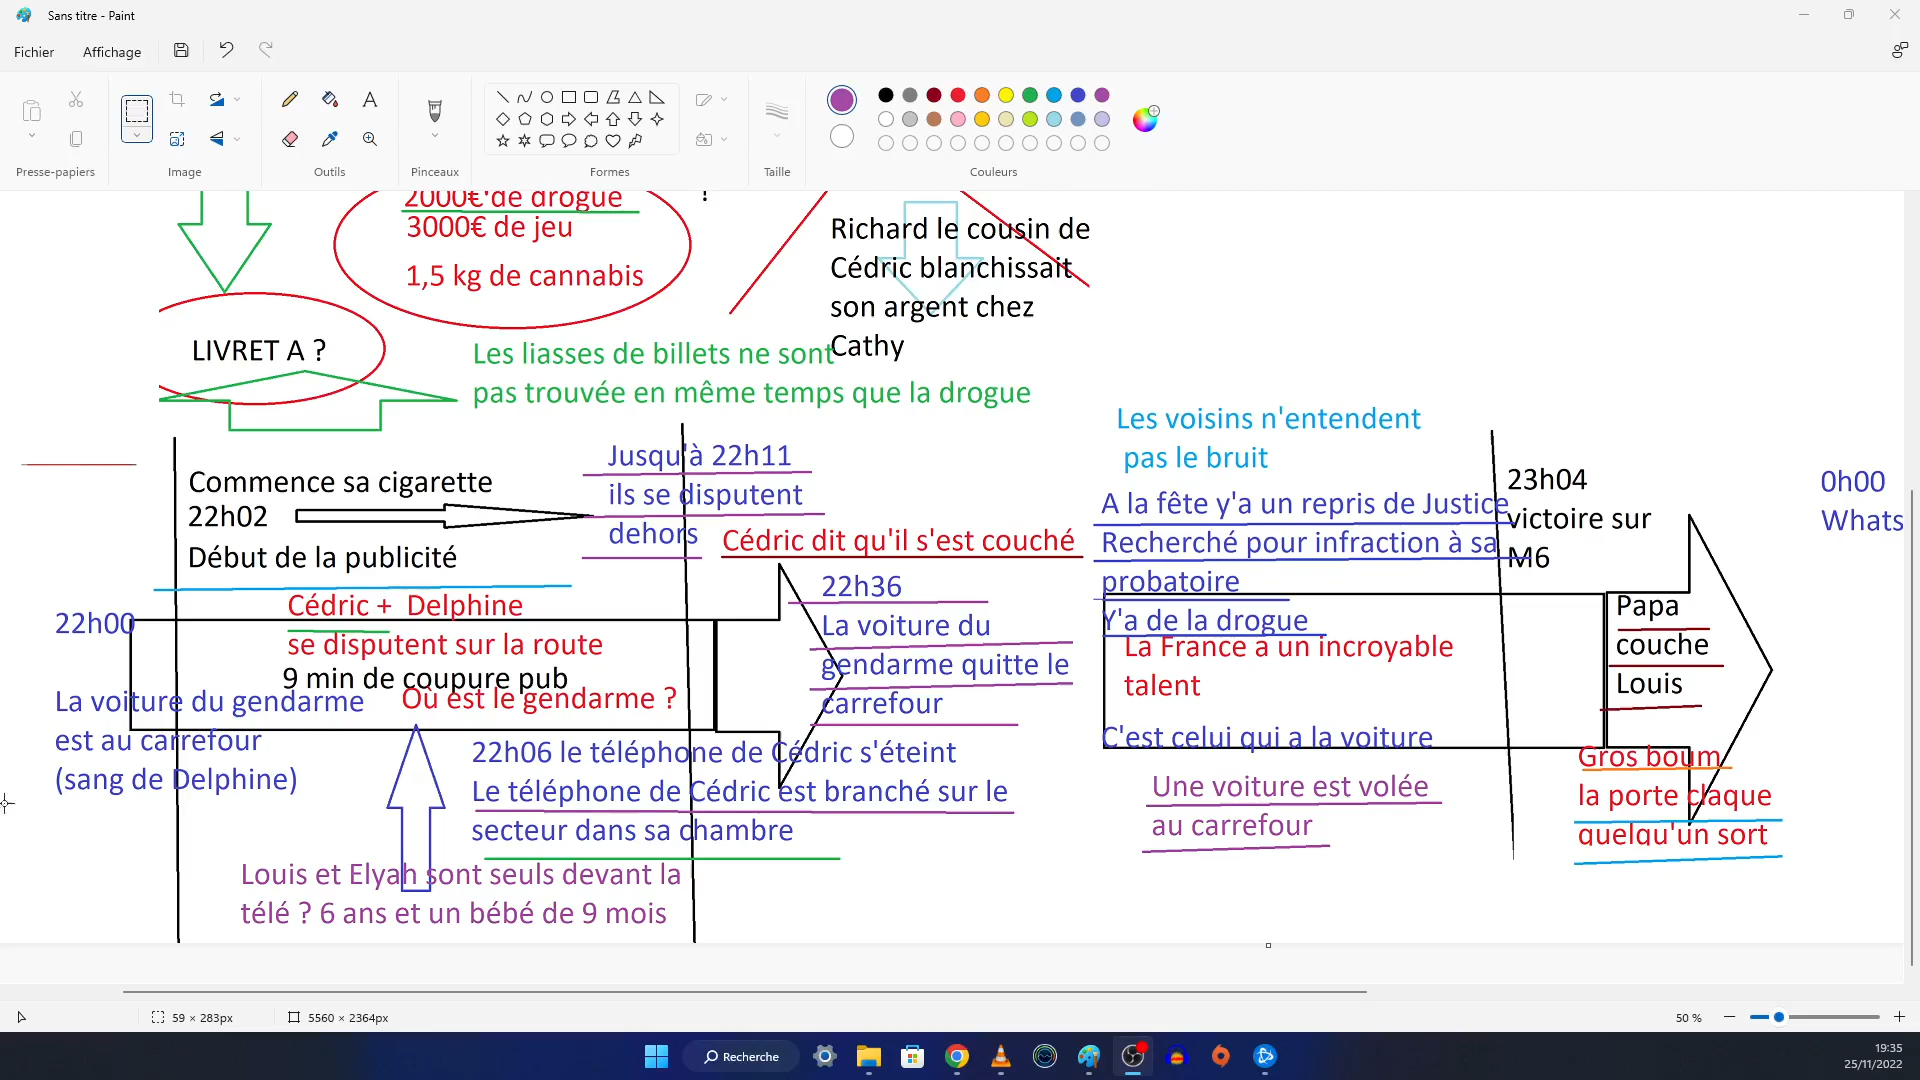 Sans titre - Paint
Fichier
Affichage
Presse-papiers
Image
Outils
Pinceaux
Formes
Taille
Couleurs
2000€ de drogue
3000€ de jeu
1,5 kg de cannabis
!
Richard le cousin de
Cédric blanchissait
son argent chez
Cathy
LIVRET A ?
Les liasses de billets ne sont
pas trouvée en même temps que la drogue
Les voisins n'entendent
pas le bruit
Commence sa cigarette
22h02
Début de la publicité
Jusqu'à 22h11
ils se disputent
dehors
Cédric dit qu'il s'est couché
A la fête y'a un repris de Justice
Recherché pour infraction à sa
probatoire
Y'a de la drogue
23h04
victoire sur
M6
0h00
Whats
22h00
Cédric + Delphine
se disputent sur la route
9 min de coupure pub
Où est le gendarme ?
La voiture du gendarme
est au carrefour
(sang de Delphine)
22h36
La voiture du
gendarme quitte le
carrefour
La France a un incroyable
talent
C'est celui qui a la voiture
Papa
couche
Louis
22h06 le téléphone de Cédric s'éteint
Le téléphone de Cédric est branché sur le
secteur dans sa chambre
Une voiture est volée
au carrefour
Gros boum
la porte claque
quelqu'un sort
Louis et Elyah sont seuls devant la
télé ? 6 ans et un bébé de 9 mois
59 × 283px
5560 × 2364px
50 %
Recherche
19:35
25/11/2022